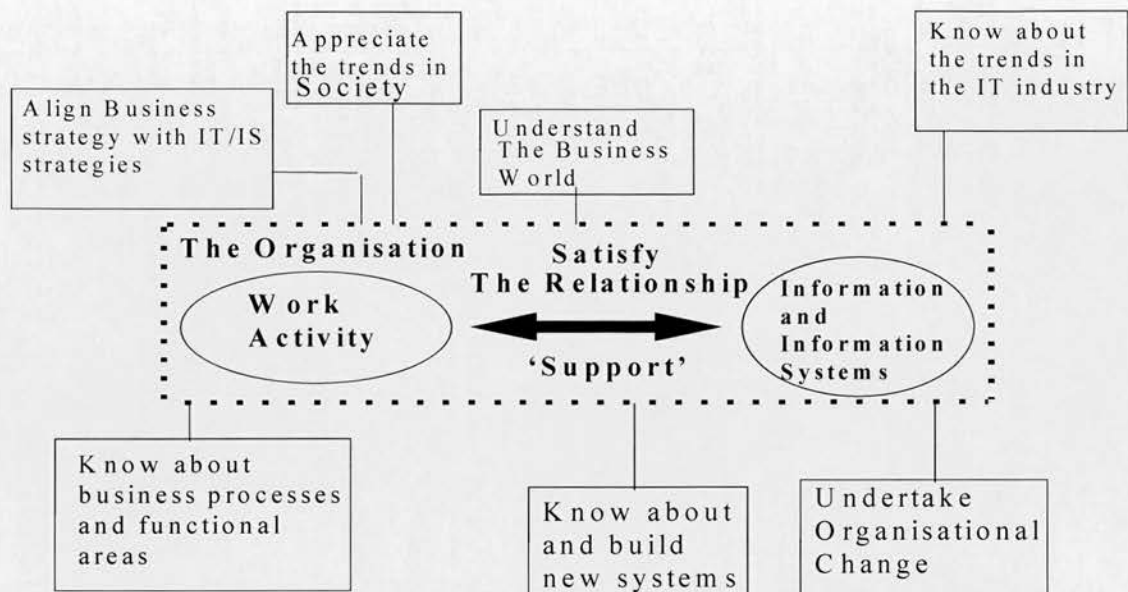 Appreciate
the trends in
Society
Know about
the trends in
the IT industry
Align Business
strategy with IT/IS
strategies
Understand
The Business
World
The Organisation
Satisfy
The Relationship
Work
Activity
Information
and
Information
Systems
‘Support’
Know about
business processes
and functional
areas
Know about
and build
new systems
Undertake
Organisational
Change